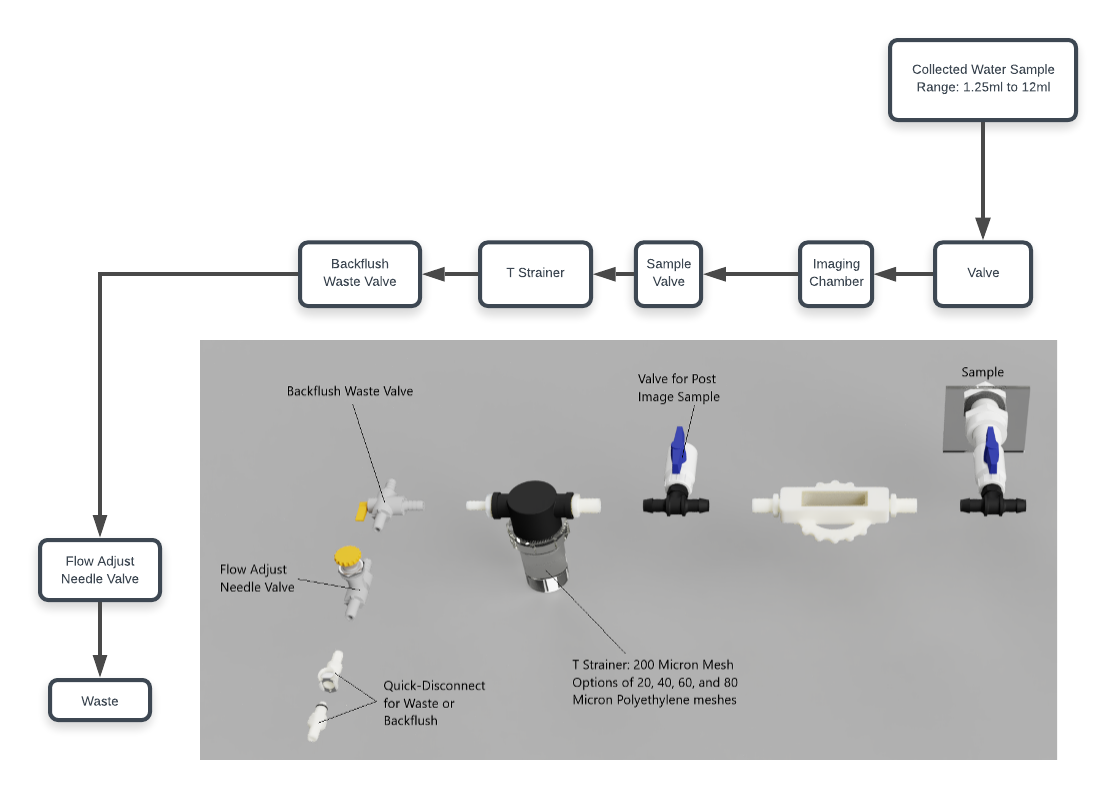 Collected Water Sample
Range: 1.25ml to 12ml
Backflush
Waste Valve
T Strainer
Sample
Valve
Imaging
Chamber
Valve
Backflush Waste Valve
Valve for Post
Image Sample
Sample
Flow Adjust
Needle Valve
Flow Adjust
Needle Valve
T Strainer: 200 Micron Mesh
Options of 20, 40, 60, and 80
Micron Polyethylene meshes
Quick-Disconnect
for Waste or
Backflush
Waste